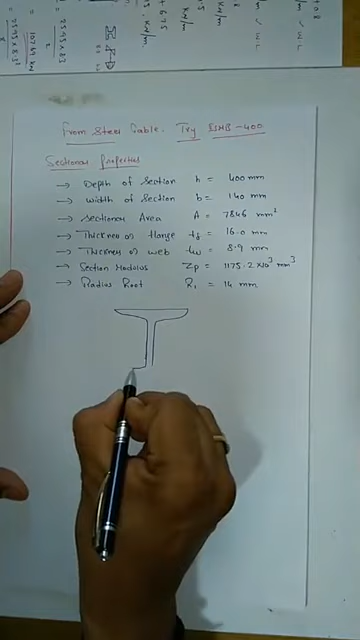 From Steel Table. Try ISMB-400
Sectional Properties
→ Depth of Section h = 400 mm
→ Width of Section b = 140 mm
→ Sectional Area A = 7846 mm²
→ Thickness of flange tf = 16.0 mm
→ Thickness of web tw = 8.9 mm
→ Section Modulus Zp = 1175.2 x10³ mm³
→ Radius Root R1 = 14 mm